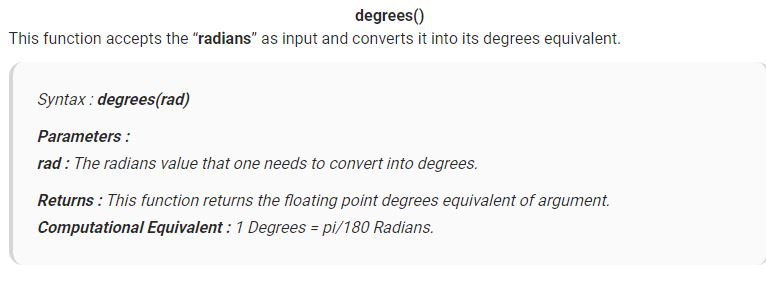 degrees()
This function accepts the “radians” as input and converts it into its degrees equivalent.
Syntax : degrees(rad)
Parameters :
rad : The radians value that one needs to convert into degrees.
Returns : This function returns the floating point degrees equivalent of argument.
Computational Equivalent : 1 Degrees = pi/180 Radians.